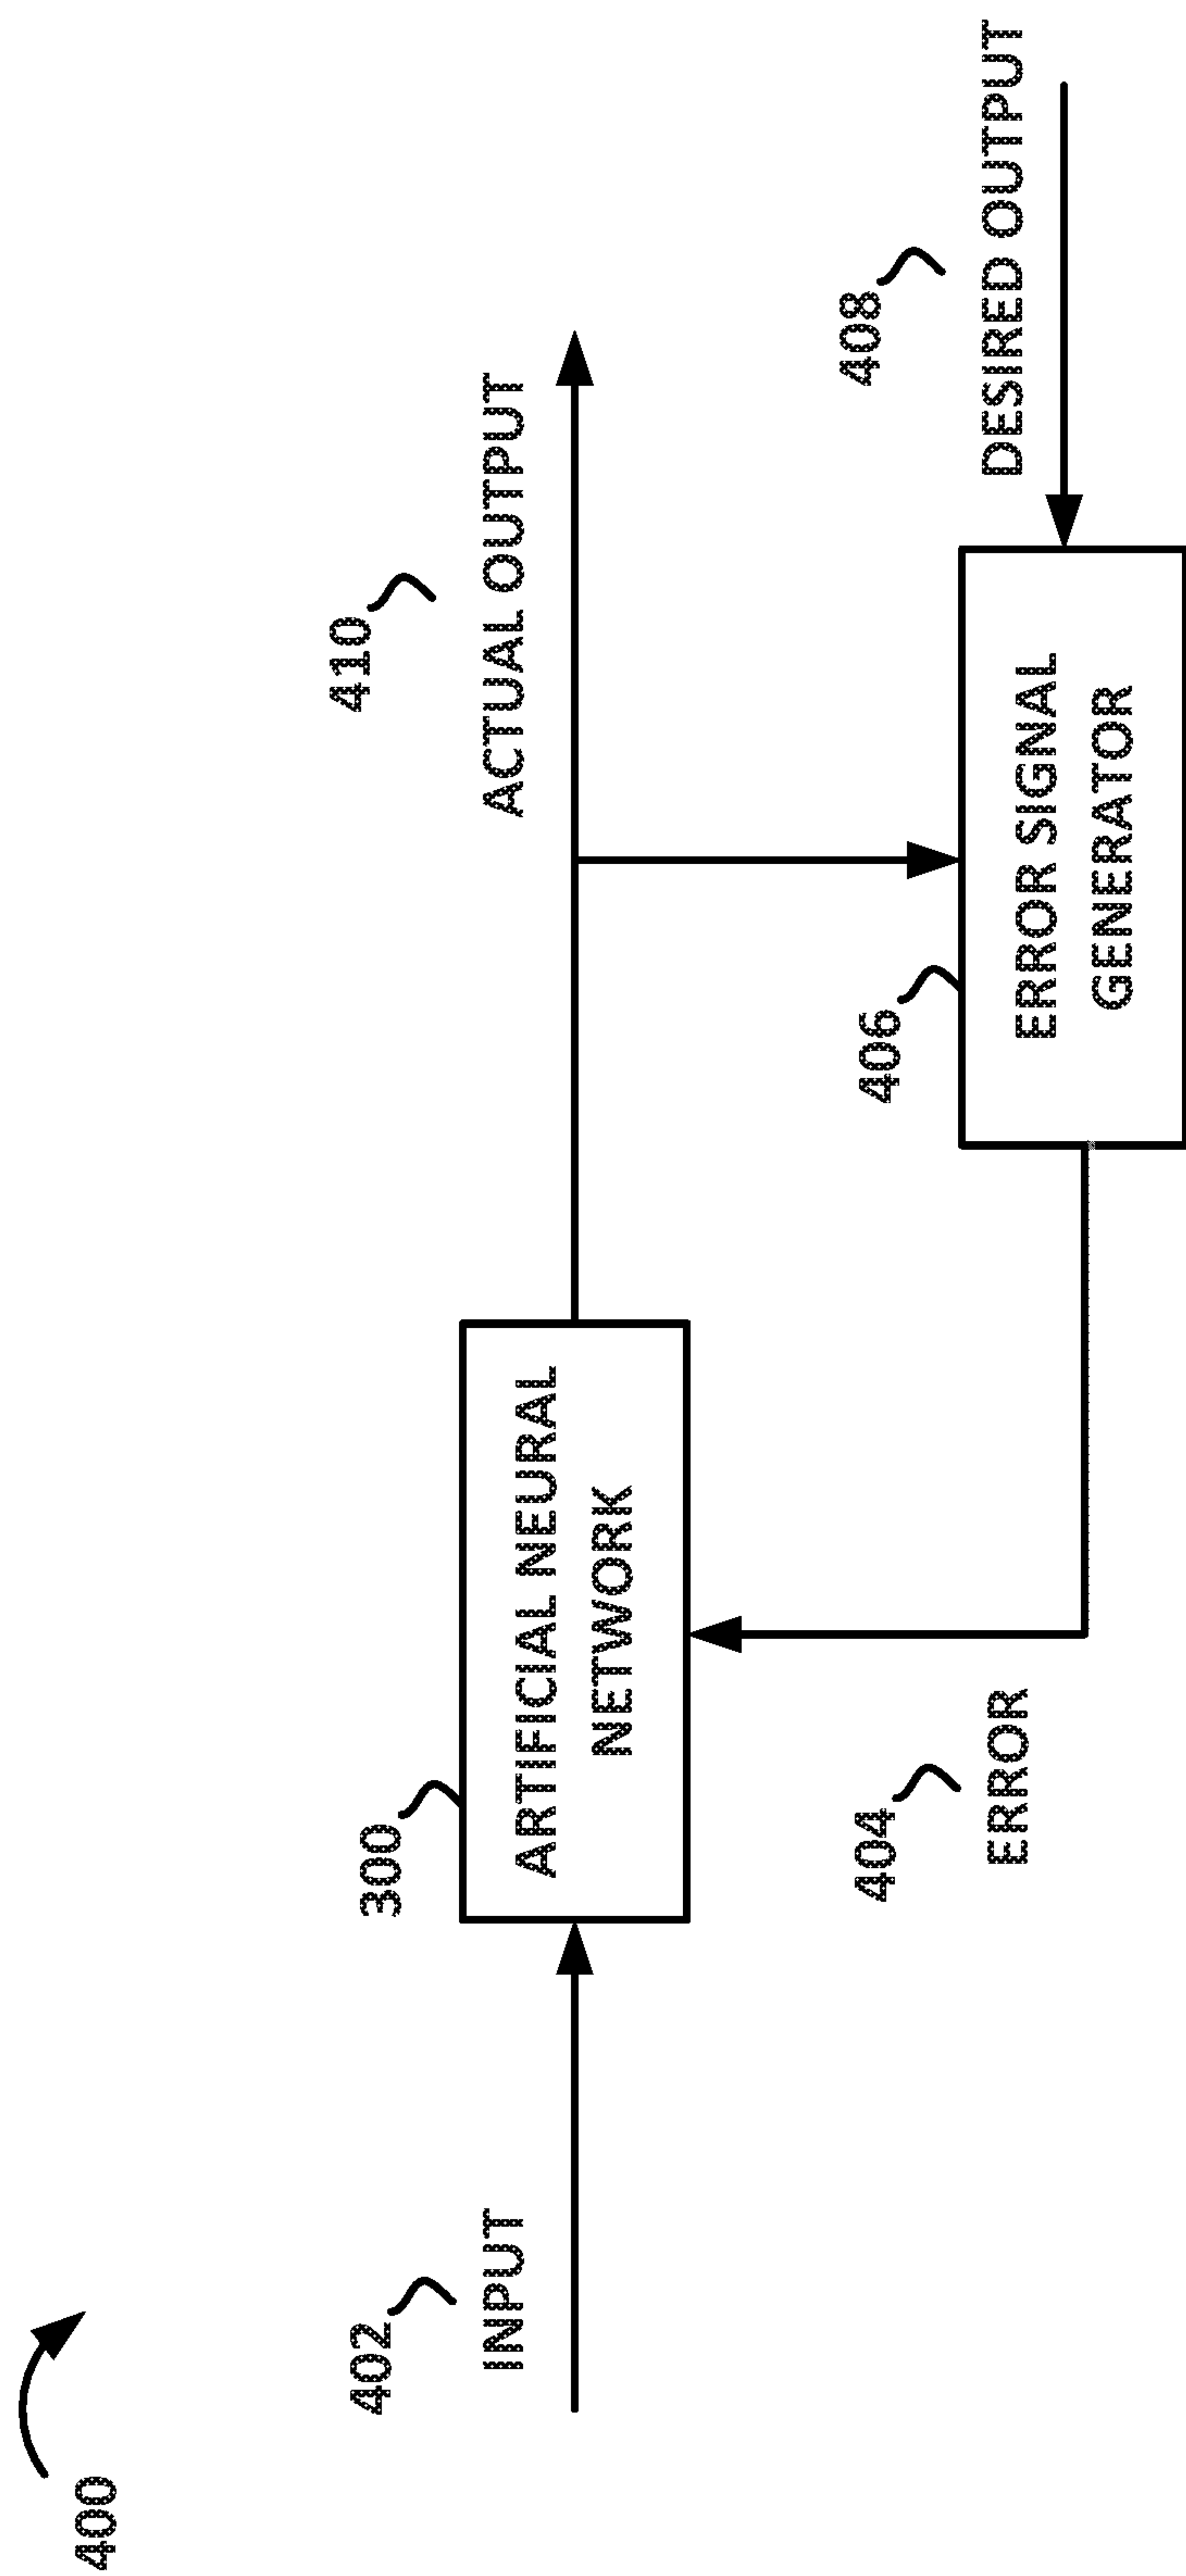 400
402
INPUT
300
ARTIFICIAL NEURAL
NETWORK
410
ACTUAL OUTPUT
404
ERROR
406
ERROR SIGNAL
GENERATOR
408
DESIRED OUTPUT